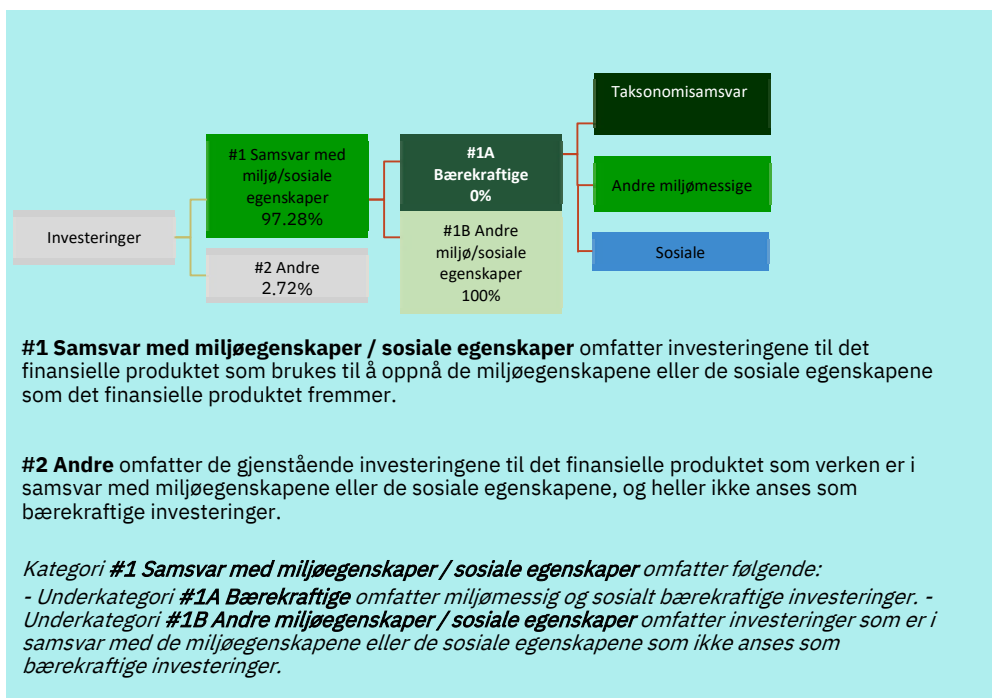 Taksonomisamsvar
#1 Samsvar med
miljø/sosiale
egenskaper
97.28%
#1A
Bærekraftige
0%
Andre miljømessige
Investeringer
#1B Andre
miljø/sosiale
egenskaper
100%
Sosiale
#2 Andre
2.72%
#1 Samsvar med miljøegenskaper / sosiale egenskaper omfatter investeringene til det
finansielle produktet som brukes til å oppnå de miljøegenskapene eller de sosiale egenskapene
som det finansielle produktet fremmer.
#2 Andre omfatter de gjenstående investeringene til det finansielle produktet som verken er i
samsvar med miljøegenskapene eller de sosiale egenskapene, og heller ikke anses som
bærekraftige investeringer.
Kategori #1 Samsvar med miljøegenskaper / sosiale egenskaper omfatter følgende:
- Underkategori #1A Bærekraftige omfatter miljømessig og sosialt bærekraftige investeringer. -
Underkategori #1B Andre miljøegenskaper / sosiale egenskaper omfatter investeringer som er i
samsvar med de miljøegenskapene eller de sosiale egenskapene som ikke anses som
bærekraftige investeringer.